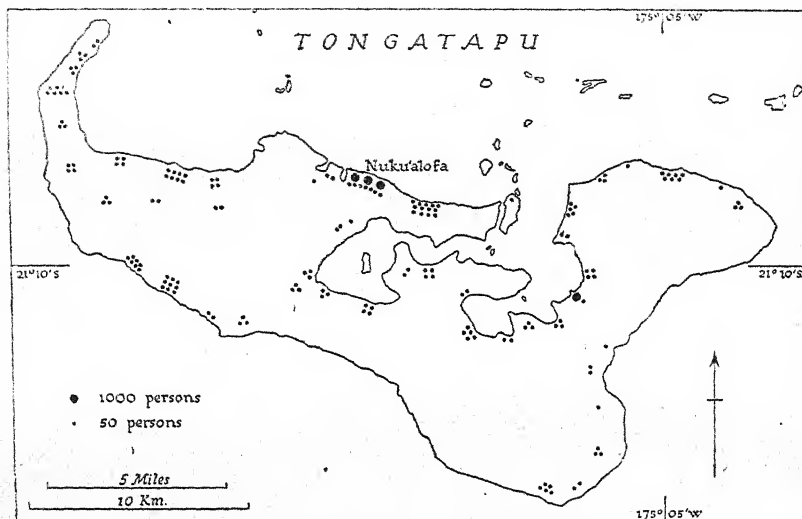 175° 05'W
TONGATAPU
Nuku'alofa
21° 10'S
21° 10'S
1000 persons
50 persons
5 Miles
10 Km.
175° 05'W